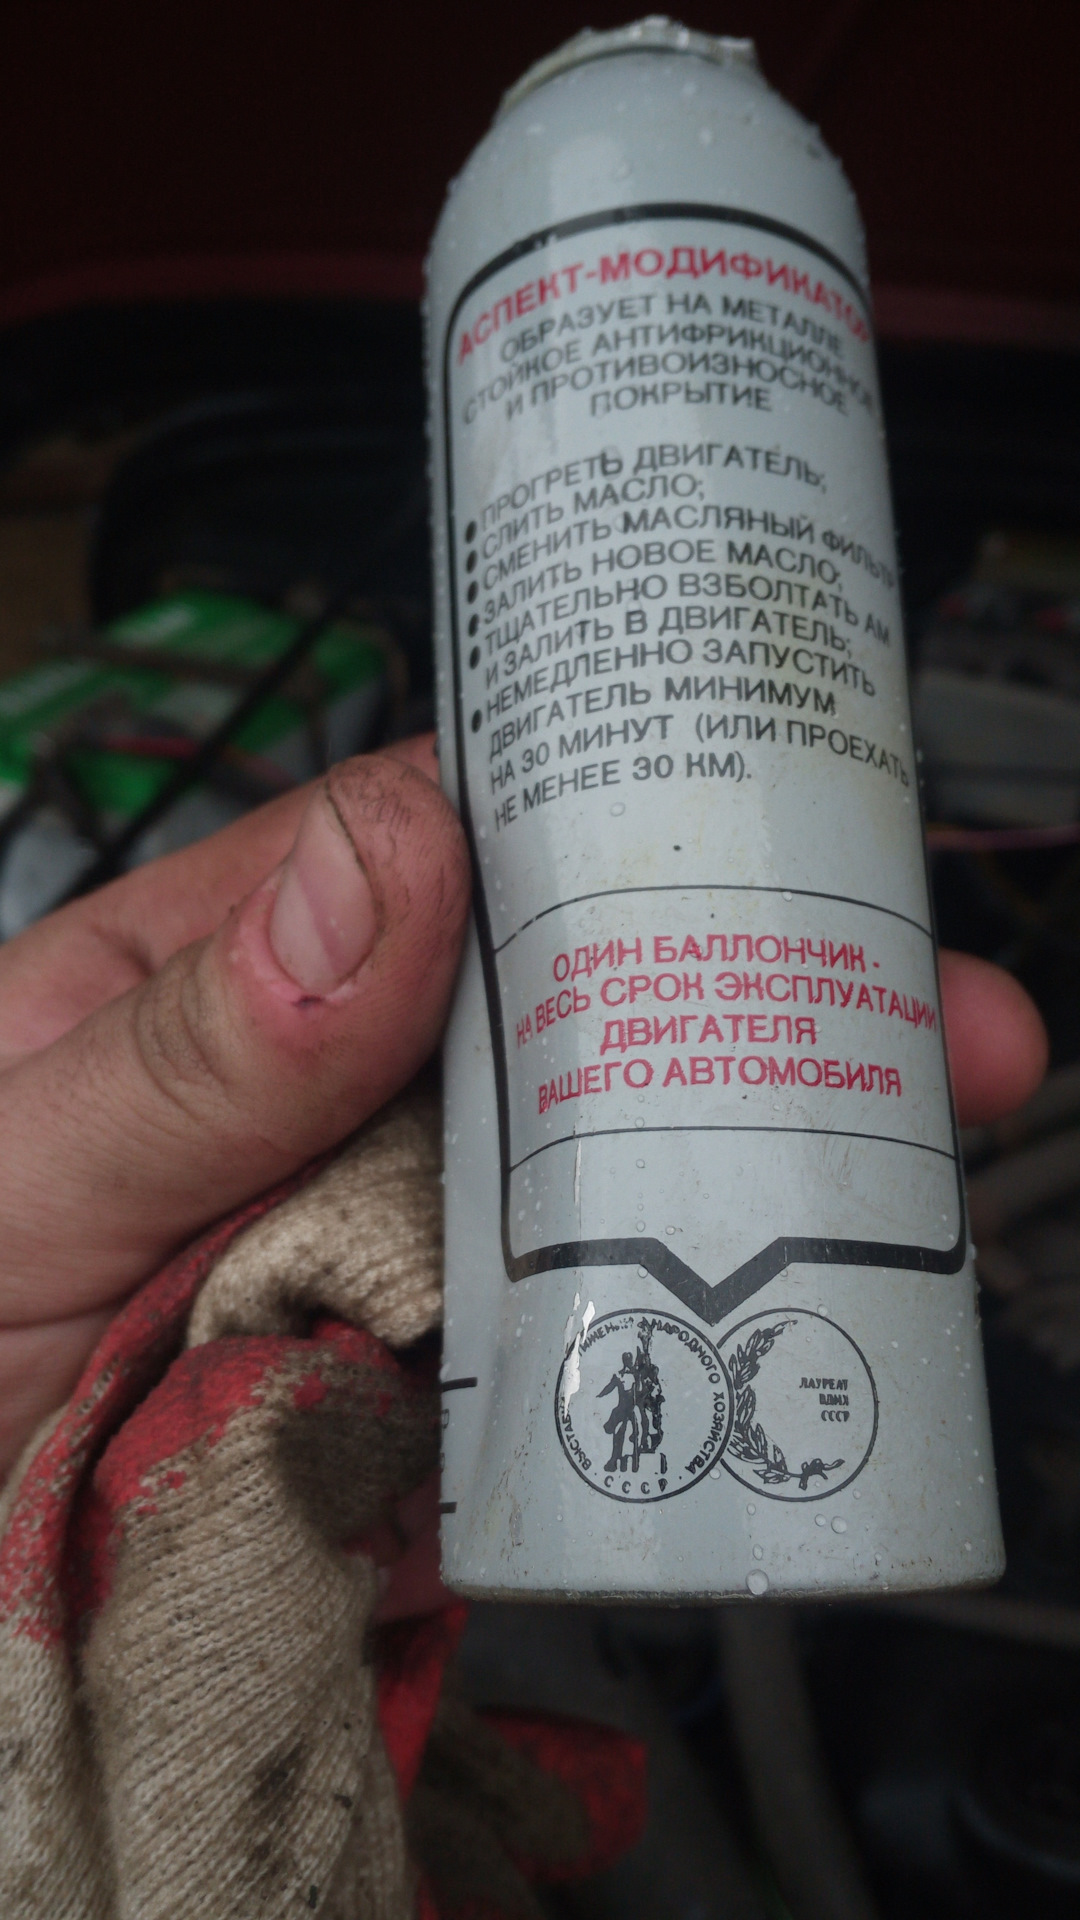 АСПЕКТ-МОДИФИКАТОР
ОБРАЗУЕТ НА МЕТАЛЛЕ
СТОЙКОЕ АНТИФРИКЦИОННОЕ
И ПРОТИВОИЗНОСНОЕ
ПОКРЫТИЕ
● ПРОГРЕТЬ ДВИГАТЕЛЬ;
● СЛИТЬ МАСЛО;
● СМЕНИТЬ МАСЛЯНЫЙ ФИЛЬТР
● ЗАЛИТЬ НОВОЕ МАСЛО;
● ТЩАТЕЛЬНО ВЗБОЛТАТЬ АМ
И ЗАЛИТЬ В ДВИГАТЕЛЬ;
● НЕМЕДЛЕННО ЗАПУСТИТЬ
ДВИГАТЕЛЬ МИНИМУМ
НА 30 МИНУТ (ИЛИ ПРОЕХАТЬ
НЕ МЕНЕЕ 30 КМ).
ОДИН БАЛЛОНЧИК -
НА ВЕСЬ СРОК ЭКСПЛУАТАЦИИ
ДВИГАТЕЛЯ
ВАШЕГО АВТОМОБИЛЯ
НАРОДНОГО ХОЗЯЙСТВА
· СССР ·
ЛАУРЕАТ
ВДНХ
СССР